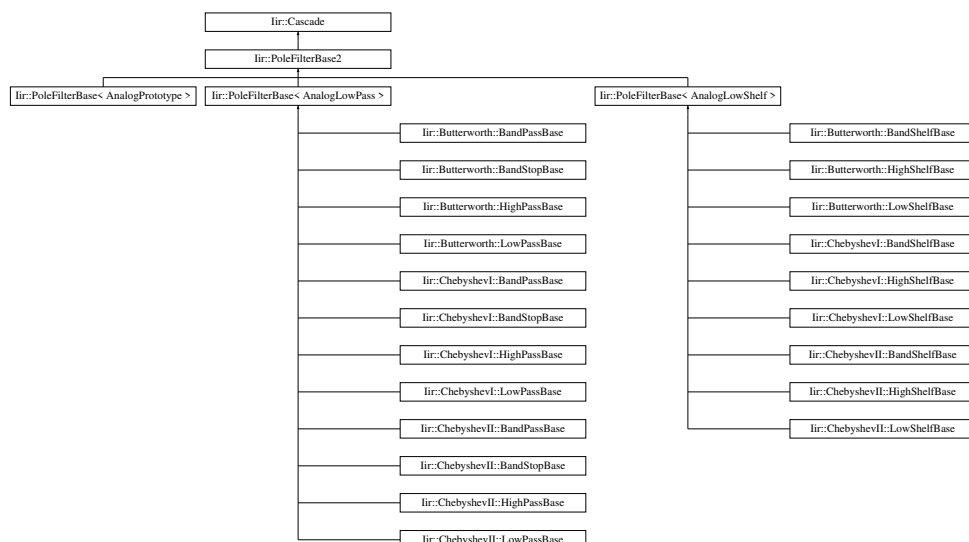 Iir::Cascade
Iir::PoleFilterBase2
Iir::PoleFilterBase< AnalogPrototype >
Iir::PoleFilterBase< AnalogLowPass >
Iir::PoleFilterBase< AnalogLowShelf >
Iir::Butterworth::BandPassBase
Iir::Butterworth::BandStopBase
Iir::Butterworth::HighPassBase
Iir::Butterworth::LowPassBase
Iir::ChebyshevI::BandPassBase
Iir::ChebyshevI::BandStopBase
Iir::ChebyshevI::HighPassBase
Iir::ChebyshevI::LowPassBase
Iir::ChebyshevII::BandPassBase
Iir::ChebyshevII::BandStopBase
Iir::ChebyshevII::HighPassBase
Iir::ChebyshevII::LowPassBase
Iir::Butterworth::BandShelfBase
Iir::Butterworth::HighShelfBase
Iir::Butterworth::LowShelfBase
Iir::ChebyshevI::BandShelfBase
Iir::ChebyshevI::HighShelfBase
Iir::ChebyshevI::LowShelfBase
Iir::ChebyshevII::BandShelfBase
Iir::ChebyshevII::HighShelfBase
Iir::ChebyshevII::LowShelfBase